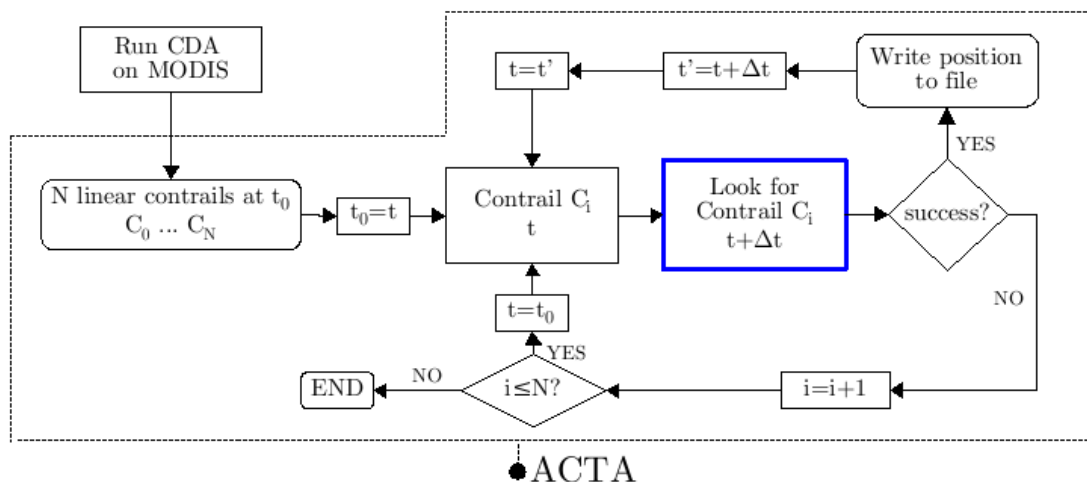 Run CDA
on MODIS
t=t'
t'=t+Δt
Write position
to file
YES
N linear contrails at t₀
C₀ ... C_N
t₀=t
Contrail Cᵢ
t
Look for
Contrail Cᵢ
t+Δt
success?
NO
t=t₀
YES
END
NO
i≤N?
i=i+1
ACTA